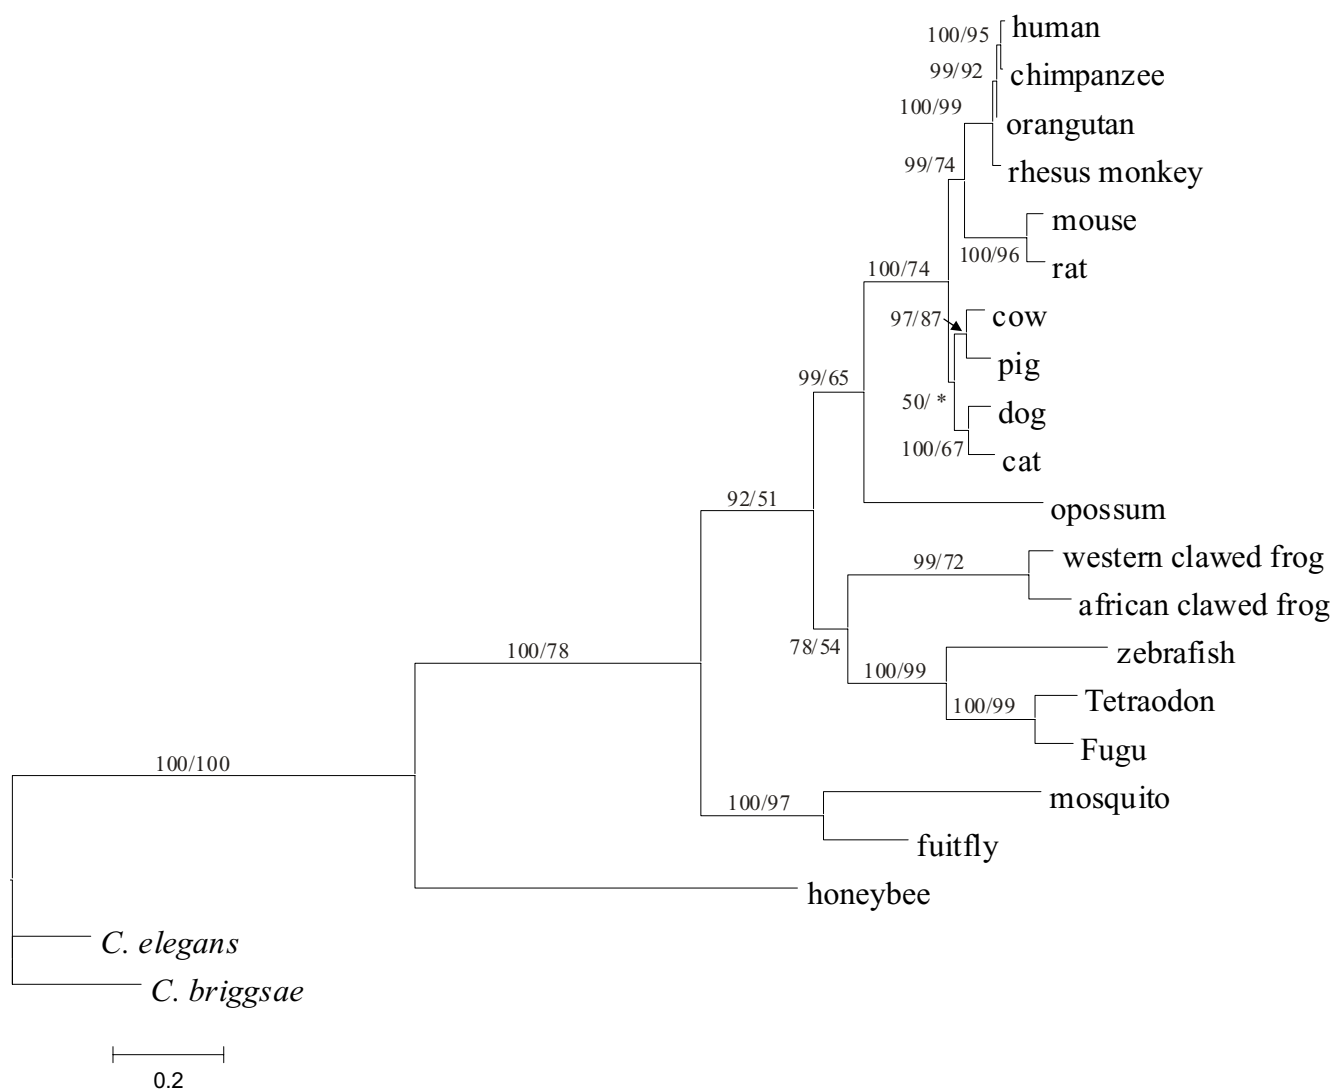 human
100/95
99/92
chimpanzee
100/99
orangutan
99/74
rhesus monkey
mouse
100/96
rat
100/74
97/87
cow
pig
99/65
50/ *
dog
100/67
cat
92/51
opossum
99/72
western clawed frog
african clawed frog
78/54
zebrafish
100/78
100/99
100/99
Tetraodon
Fugu
100/100
100/97
mosquito
fuitfly
honeybee
C. elegans
C. briggsae
0.2